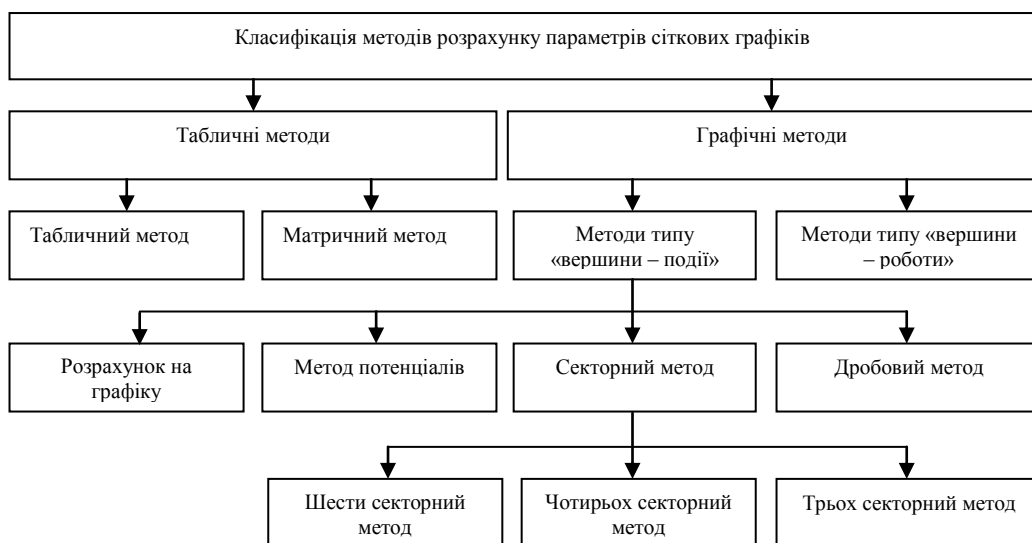 Класифікація методів розрахунку параметрів сіткових графіків
Табличні методи
Графічні методи
Табличний метод
Матричний метод
Методи типу
«вершини – події»
Методи типу «вершини
– роботи»
Розрахунок на
графіку
Метод потенціалів
Секторний метод
Дробовий метод
Шести секторний
метод
Чотирьох секторний
метод
Трьох секторний метод